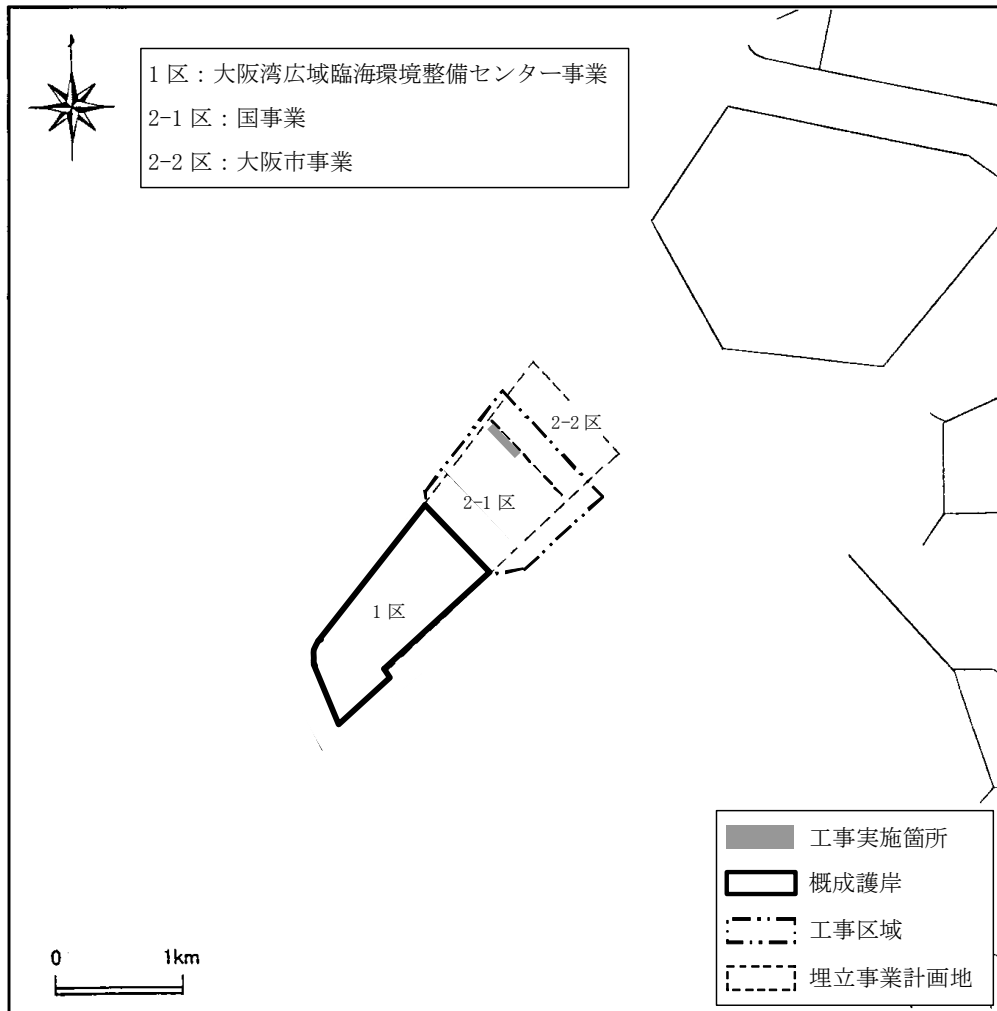 1 区：大阪湾広域臨海環境整備センター事業
2-1 区：国事業
2-2 区：大阪市事業
2-2 区
2-1 区
1 区
工事実施箇所
概成護岸
工事区域
埋立事業計画地
0 1km